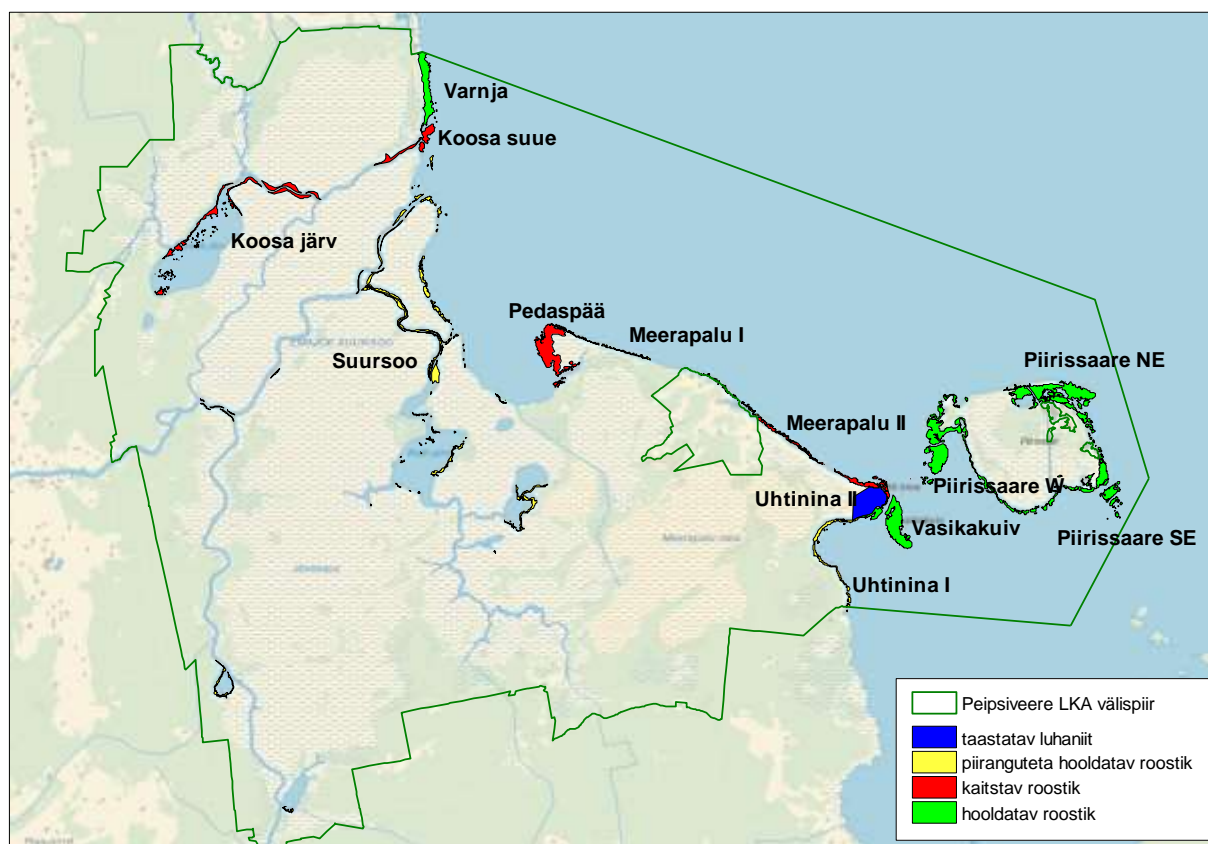 Varnja
Koosa suue
Koosa järv
Pedaspää
Meerapalu I
Suursoo
Piirissaare NE
Meerapalu II
Uhtinina II
Piirissaare W
Vasikakuiv
Piirissaare SE
Uhtinina I
Peipsiveere LKA välispiir
taastatav luhaniit
piiranguteta hooldatav roostik
kaitstav roostik
hooldatav roostik